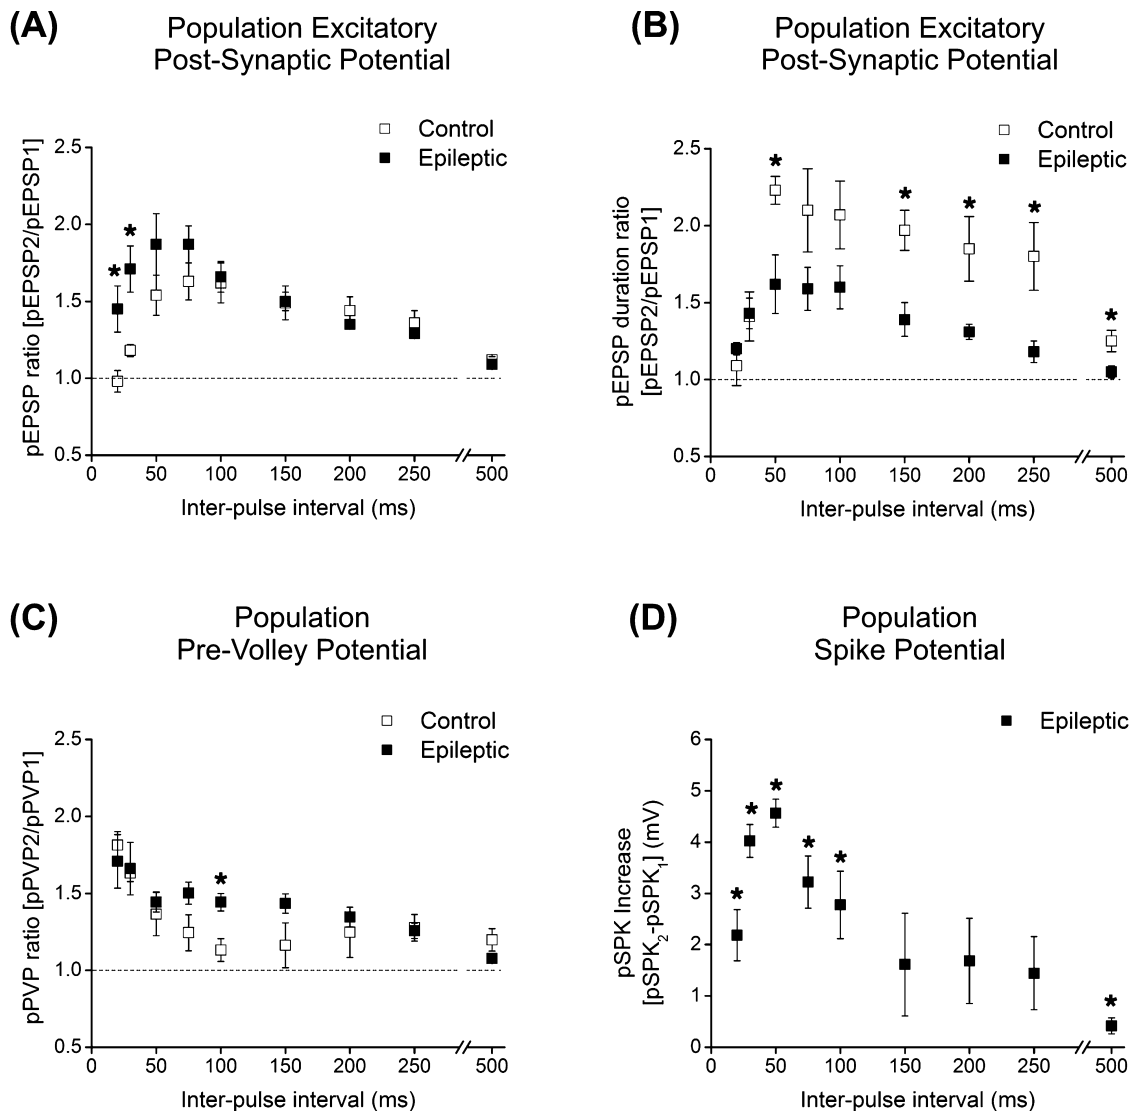 (A)
Population Excitatory
Post-Synaptic Potential
Control
Epileptic
pEPSP ratio [pEPSP2/pEPSP1]
2.5
2.0
1.5
1.0
0.5
0 50 100 150 200 250 500
Inter-pulse interval (ms)
* *
(B)
Population Excitatory
Post-Synaptic Potential
Control
Epileptic
pEPSP duration ratio
[pEPSP2/pEPSP1]
2.5
2.0
1.5
1.0
0.5
0 50 100 150 200 250 500
Inter-pulse interval (ms)
* * * * *
(C)
Population
Pre-Volley Potential
Control
Epileptic
pPVP ratio [pPVP2/pPVP1]
2.5
2.0
1.5
1.0
0.5
0 50 100 150 200 250 500
Inter-pulse interval (ms)
*
(D)
Population
Spike Potential
Epileptic
pSPK Increase
[pSPK2-pSPK1] (mV)
6
5
4
3
2
1
0
0 50 100 150 200 250 500
Inter-pulse interval (ms)
* * * * * *